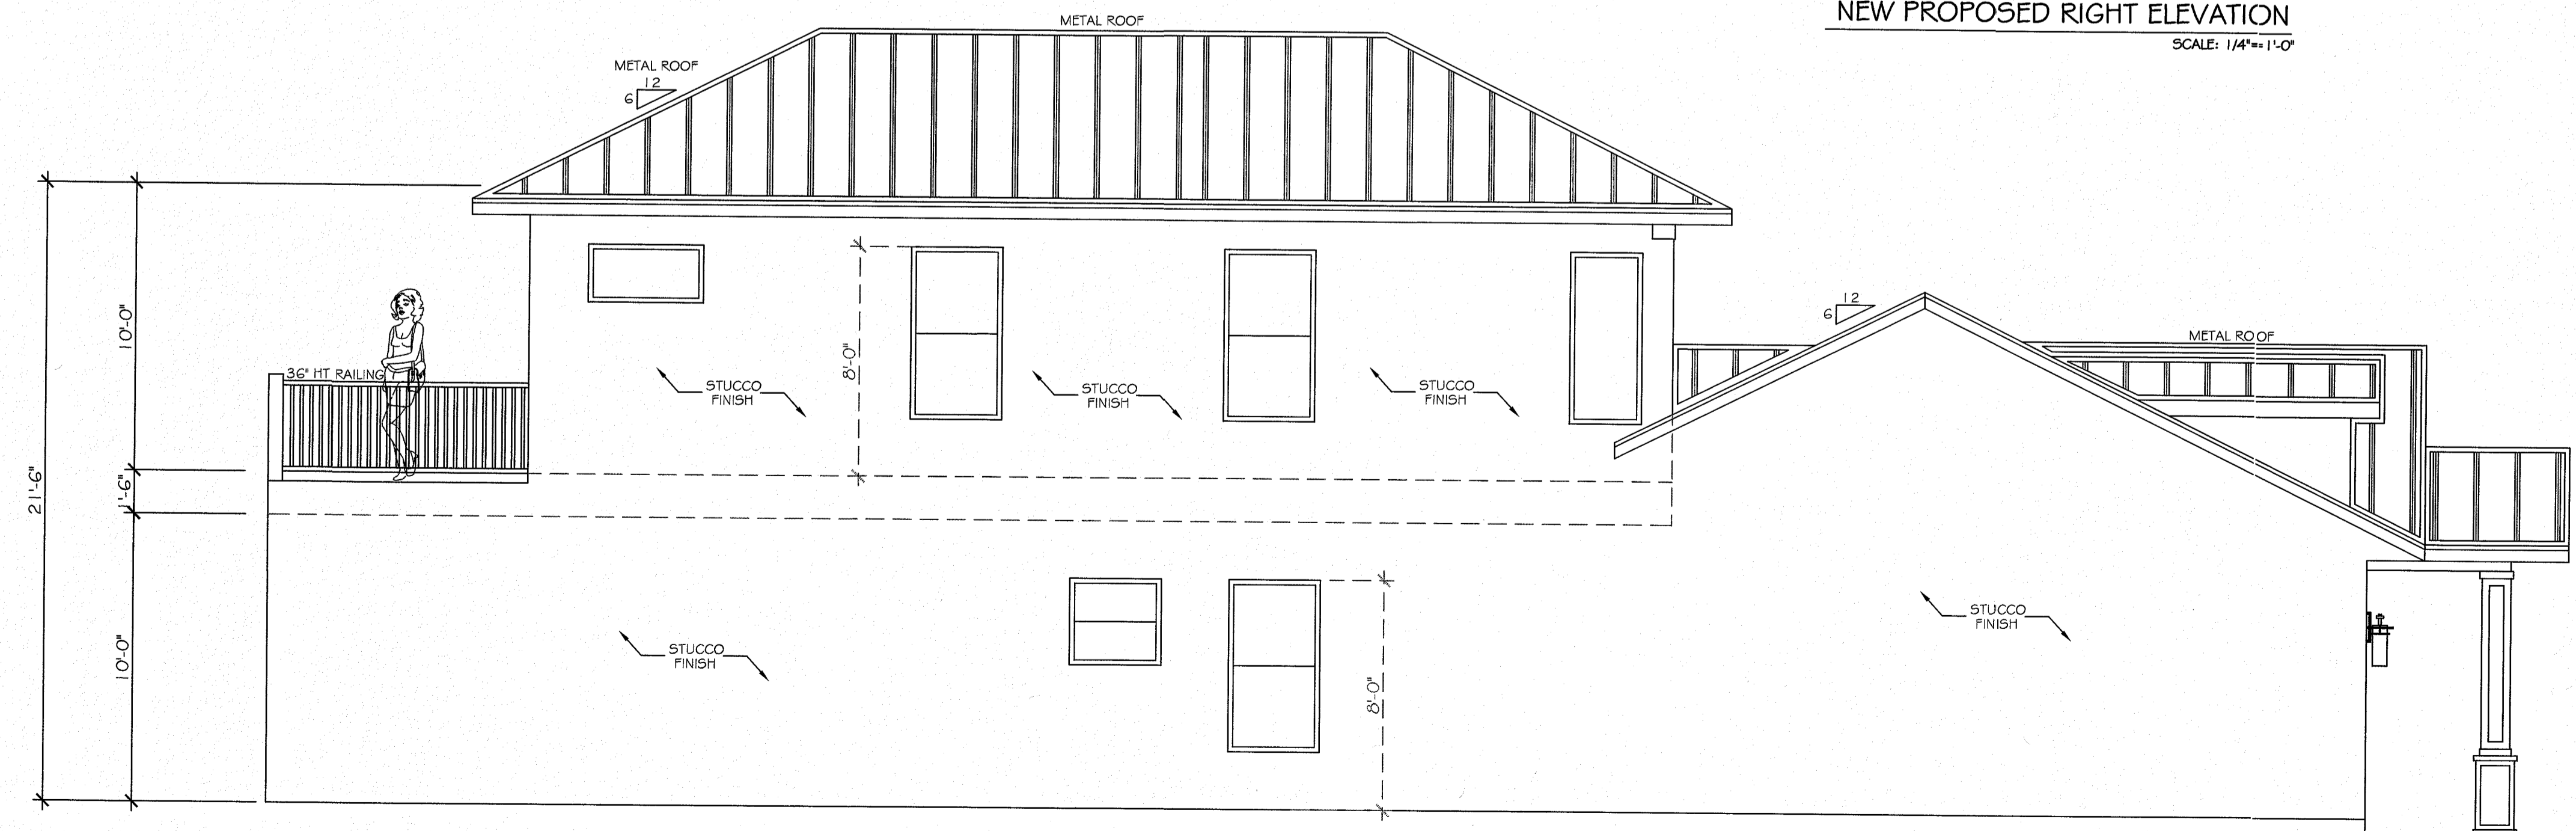 NEW PROPOSED RIGHT ELEVATION
SCALE: 1/4"== 1'-0"
METAL ROOF
METAL ROOF
12
6
10'-0"
1'-6"
21'-6"
10'-0"
36" HT RAILING
8'-0"
STUCCO
FINISH
STUCCO
FINISH
STUCCO
FINISH
12
6
METAL ROOF
STUCCO
FINISH
8'-0"
STUCCO
FINISH